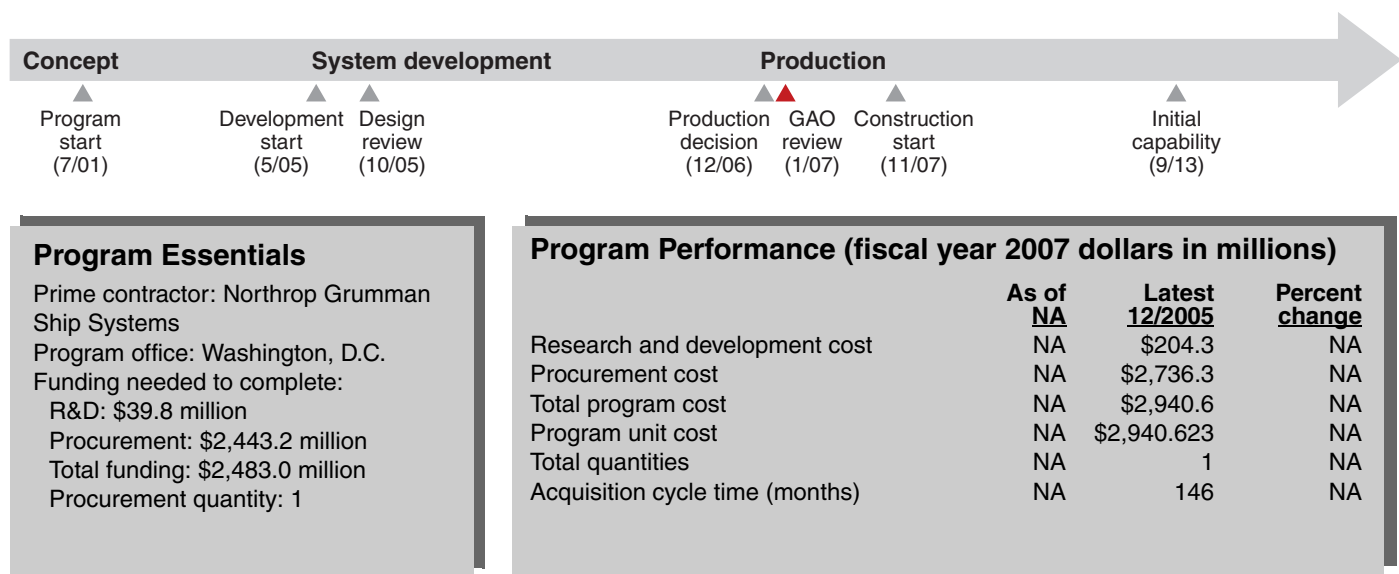 Concept System development Production
Program start (7/01)
Development start (5/05)
Design review (10/05)
Production decision (12/06)
GAO review (1/07)
Construction start (11/07)
Initial capability (9/13)
Program Essentials
Prime contractor: Northrop Grumman
Ship Systems
Program office: Washington, D.C.
Funding needed to complete:
R&D: $39.8 million
Procurement: $2,443.2 million
Total funding: $2,483.0 million
Procurement quantity: 1
Program Performance (fiscal year 2007 dollars in millions)
As of Latest Percent
NA 12/2005 change
Research and development cost NA $204.3 NA
Procurement cost NA $2,736.3 NA
Total program cost NA $2,940.6 NA
Program unit cost NA $2,940.623 NA
Total quantities NA 1 NA
Acquisition cycle time (months) NA 146 NA